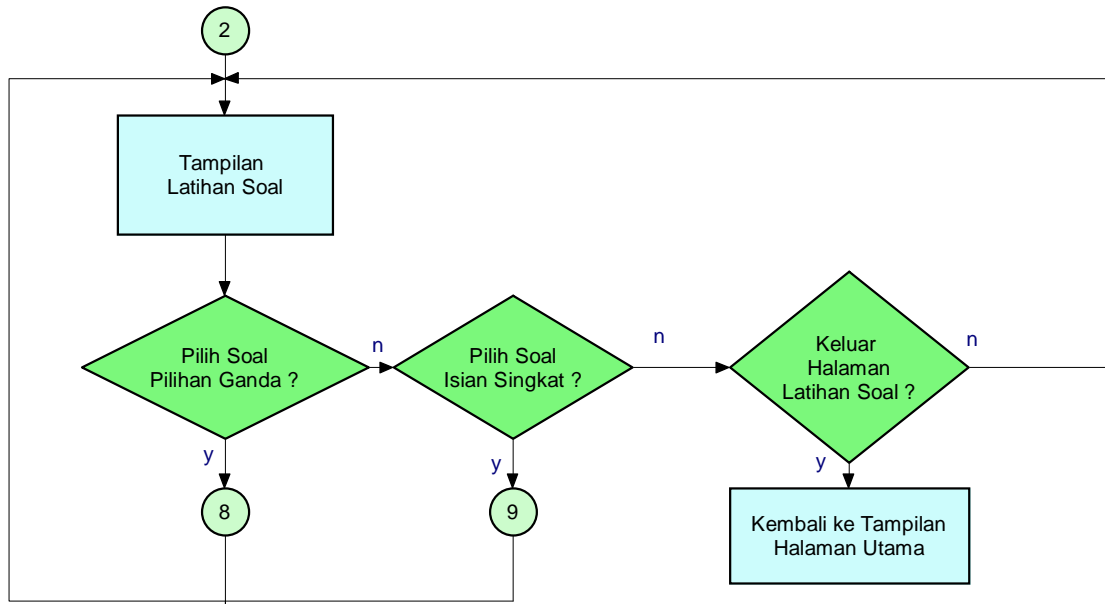 2
Tampilan
Latihan Soal
Pilih Soal
Pilihan Ganda ?
n
y
8
Pilih Soal
Isian Singkat ?
n
y
9
Keluar
Halaman
Latihan Soal ?
n
y
Kembali ke Tampilan
Halaman Utama